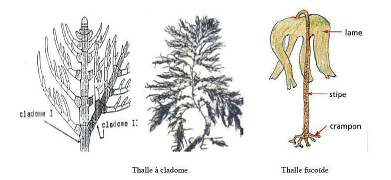 lame
stipe
crampon
cladome I
cladome II
Thalle à cladome
Thalle fucoïde